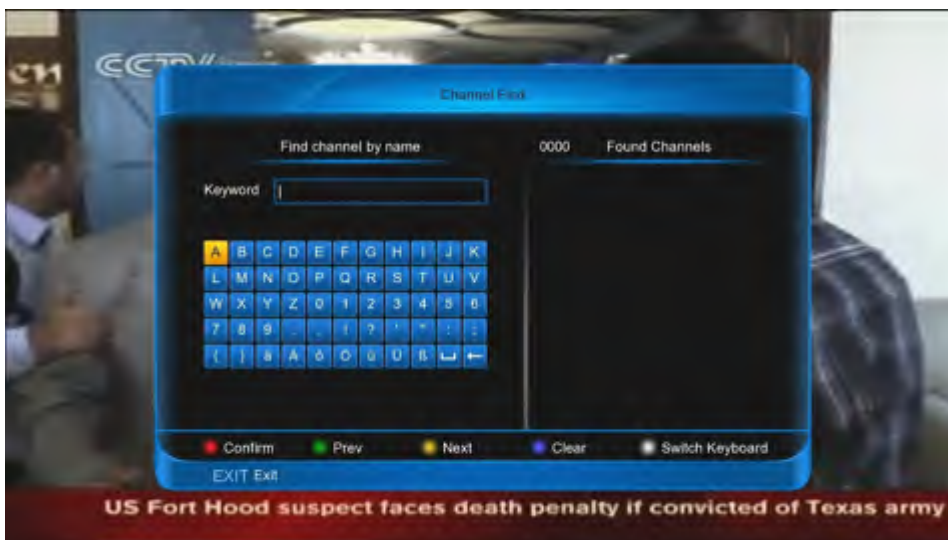 en
CCTV
Channel Find
Find channel by name
0000 Found Channels
Keyword
A B C D E F G H I J K
L M N O P Q R S T U V
W X Y Z 0 1 2 3 4 5 6
7 8 9 ! ? ' " : ;
( ) ä Ä ö Ö ü Ü ß ←
Confirm Prev Next Clear Switch Keyboard
EXIT Exit
US Fort Hood suspect faces death penalty if convicted of Texas army